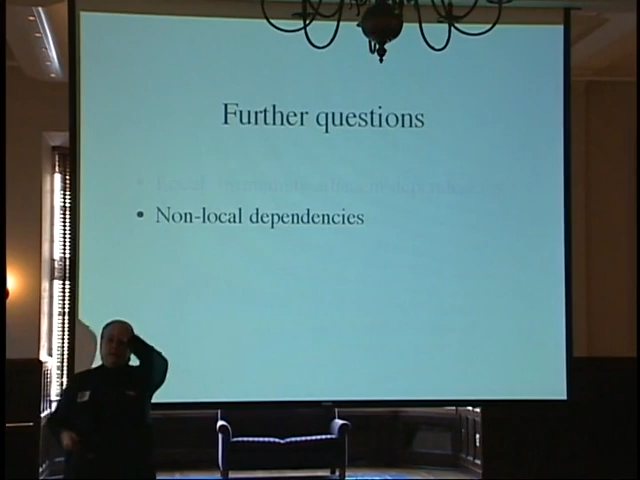 Further questions
• Non-local dependencies